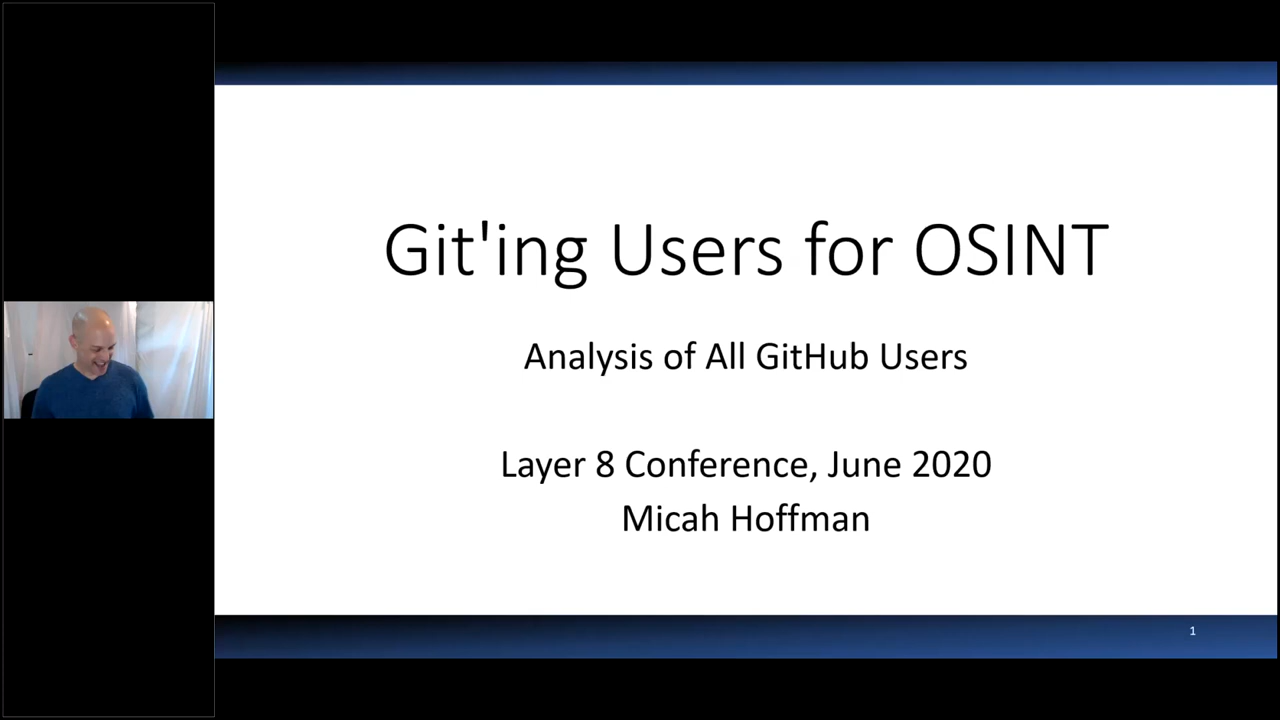 Git'ing Users for OSINT
Analysis of All GitHub Users
Layer 8 Conference, June 2020
Micah Hoffman
1